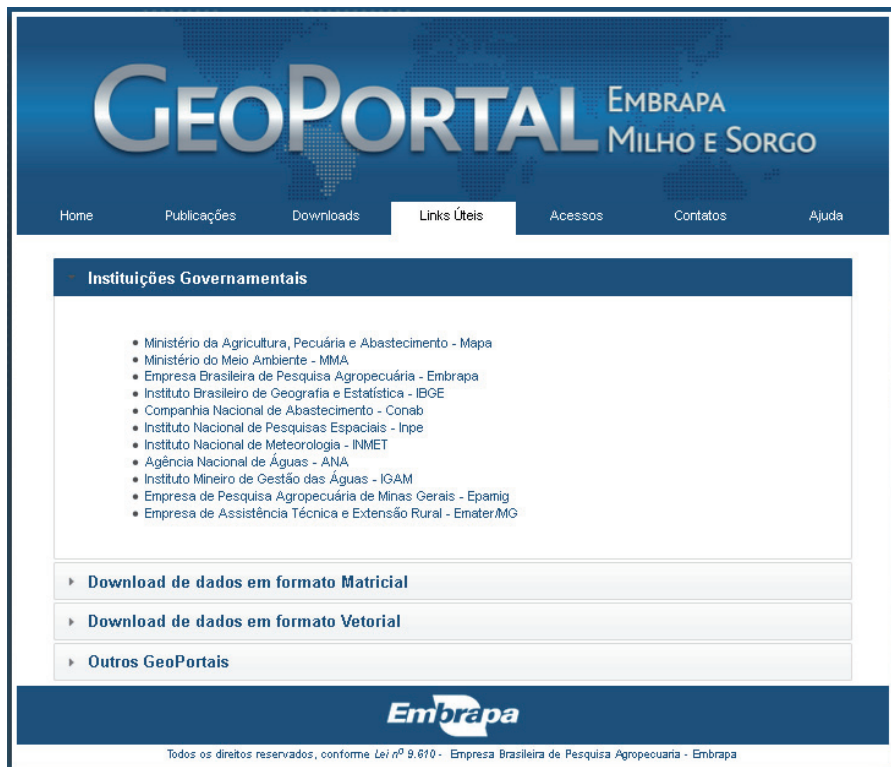 GEOPORTAL EMBRAPA MILHO E SORGO
Home Publicações Downloads Links Úteis Acessos Contatos Ajuda
Instituições Governamentais
Ministério da Agricultura, Pecuária e Abastecimento - Mapa
Ministério do Meio Ambiente - MMA
Empresa Brasileira de Pesquisa Agropecuária - Embrapa
Instituto Brasileiro de Geografia e Estatística - IBGE
Companhia Nacional de Abastecimento - Conab
Instituto Nacional de Pesquisas Espaciais - Inpe
Instituto Nacional de Meteorologia - INMET
Agência Nacional de Águas - ANA
Instituto Mineiro de Gestão das Águas - IGAM
Empresa de Pesquisa Agropecuária de Minas Gerais - Epamig
Empresa de Assistência Técnica e Extensão Rural - Emater/MG
Download de dados em formato Matricial
Download de dados em formato Vetorial
Outros GeoPortais
Embrapa
Todos os direitos reservados, conforme Lei nº 9.610 - Empresa Brasileira de Pesquisa Agropecuaria - Embrapa